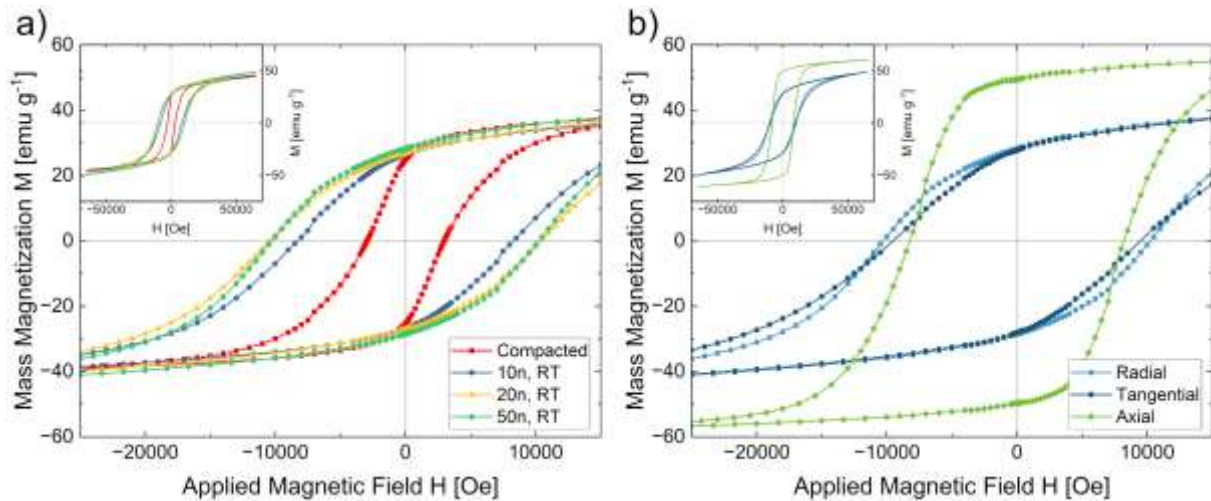 a)
60
40
20
0
−20
−40
−60
Mass Magnetization M [emu g⁻¹]
−20000
−10000
0
10000
Applied Magnetic Field H [Oe]
50
0
−50
M [emu g⁻¹]
−50000
0
50000
H [Oe]
Compacted
10n, RT
20n, RT
50n, RT
b)
60
40
20
0
−20
−40
−60
Mass Magnetization M [emu g⁻¹]
−20000
−10000
0
10000
Applied Magnetic Field H [Oe]
50
0
−50
M [emu g⁻¹]
−50000
0
50000
H [Oe]
Radial
Tangential
Axial